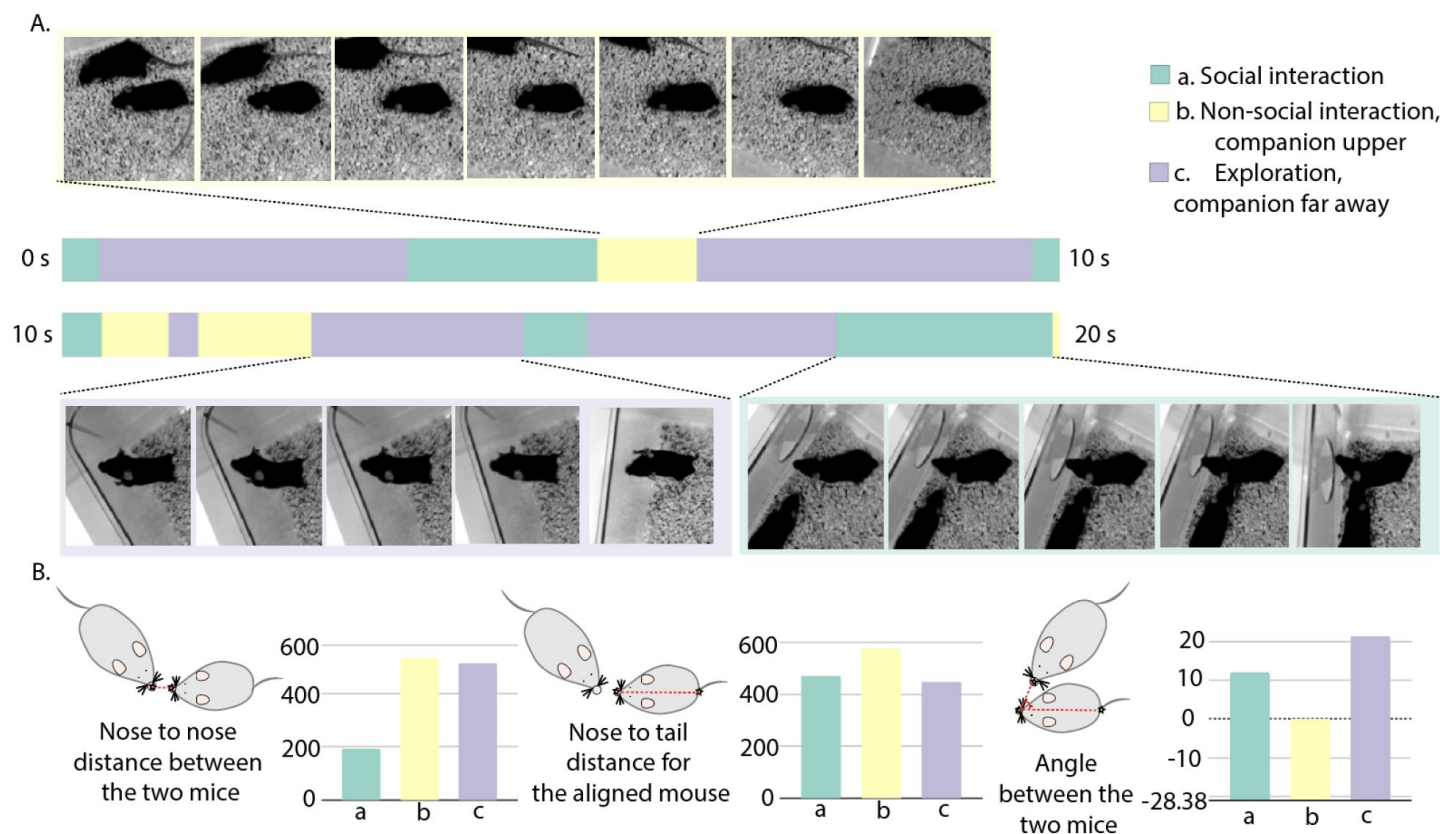 A.
a. Social interaction
b. Non-social interaction,
companion upper
c. Exploration,
companion far away
0 s
10 s
10 s
20 s
B.
Nose to nose
distance between
the two mice
600
400
200
0
a b c
Nose to tail
distance for
the aligned mouse
600
400
200
0
a b c
Angle
between the
two mice
20
10
0
-10
-28.38
a b c